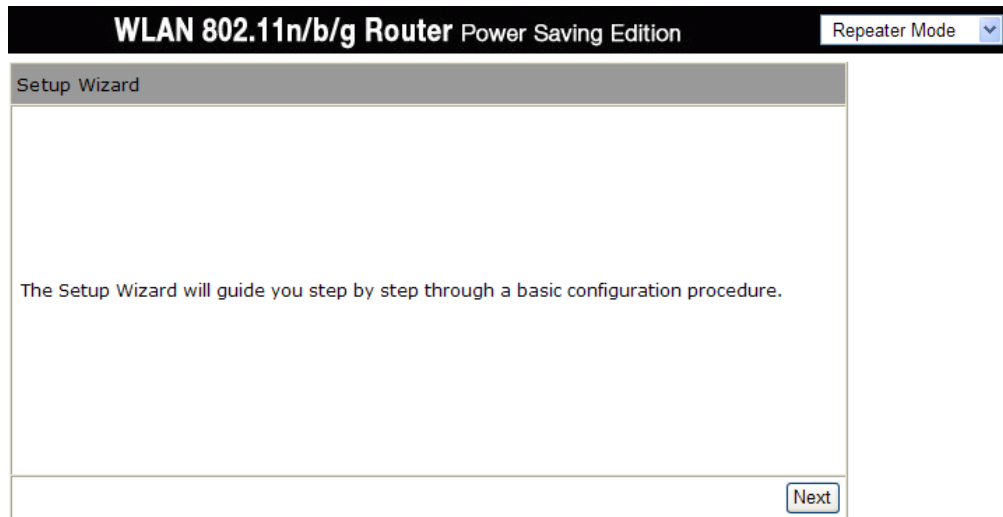 WLAN 802.11n/b/g Router Power Saving Edition
Repeater Mode
Setup Wizard
The Setup Wizard will guide you step by step through a basic configuration procedure.
Next